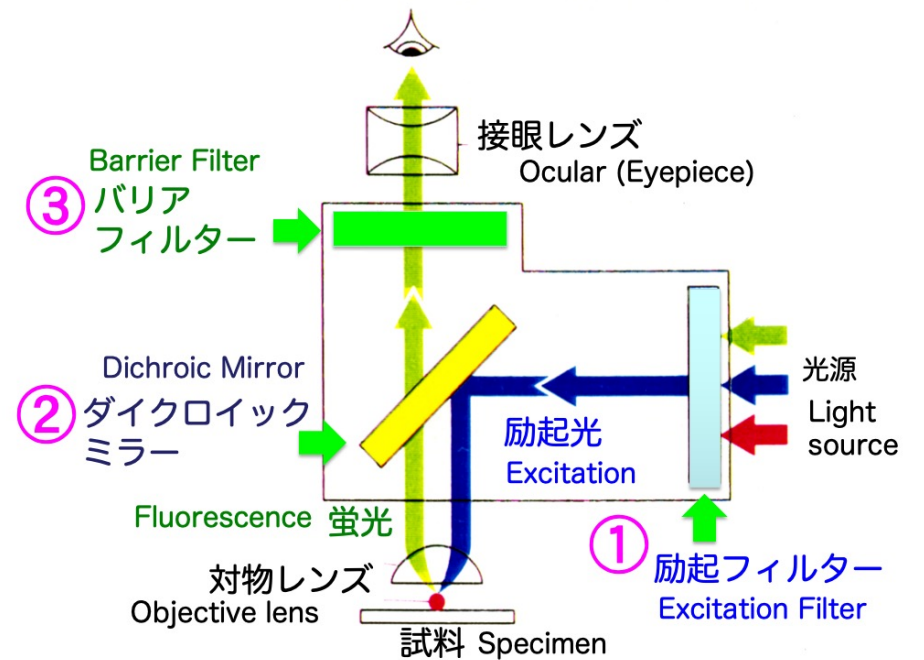 接眼レンズ
Ocular (Eyepiece)
Barrier Filter
③ バリア
フィルター
Dichroic Mirror
② ダイクロイック
ミラー
光源
Light
source
励起光
Excitation
Fluorescence 蛍光
① 励起フィルター
Excitation Filter
対物レンズ
Objective lens
試料 Specimen